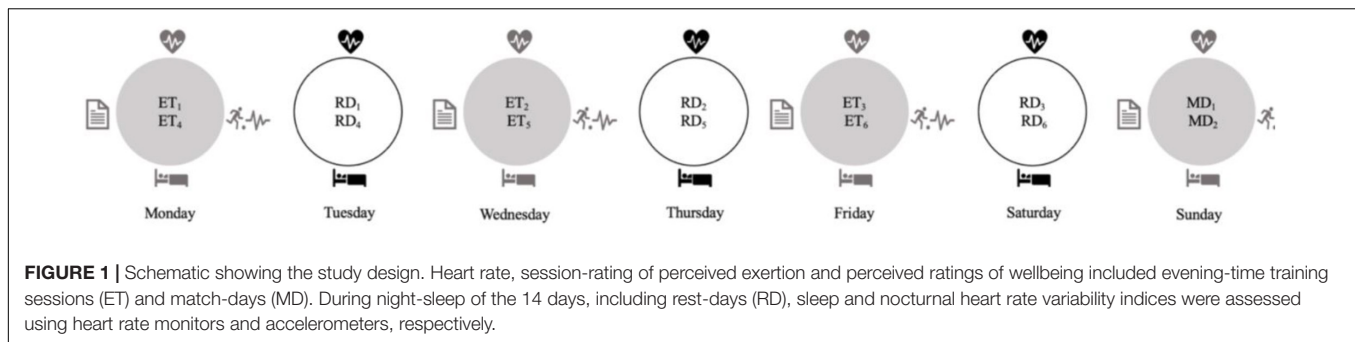 ET₁ RD₁ ET₂ RD₂ ET₃ RD₃ MD₁
ET₄ RD₄ ET₅ RD₅ ET₆ RD₆ MD₂
Monday Tuesday Wednesday Thursday Friday Saturday Sunday
FIGURE 1 | Schematic showing the study design. Heart rate, session-rating of perceived exertion and perceived ratings of wellbeing included evening-time training
sessions (ET) and match-days (MD). During night-sleep of the 14 days, including rest-days (RD), sleep and nocturnal heart rate variability indices were assessed
using heart rate monitors and accelerometers, respectively.